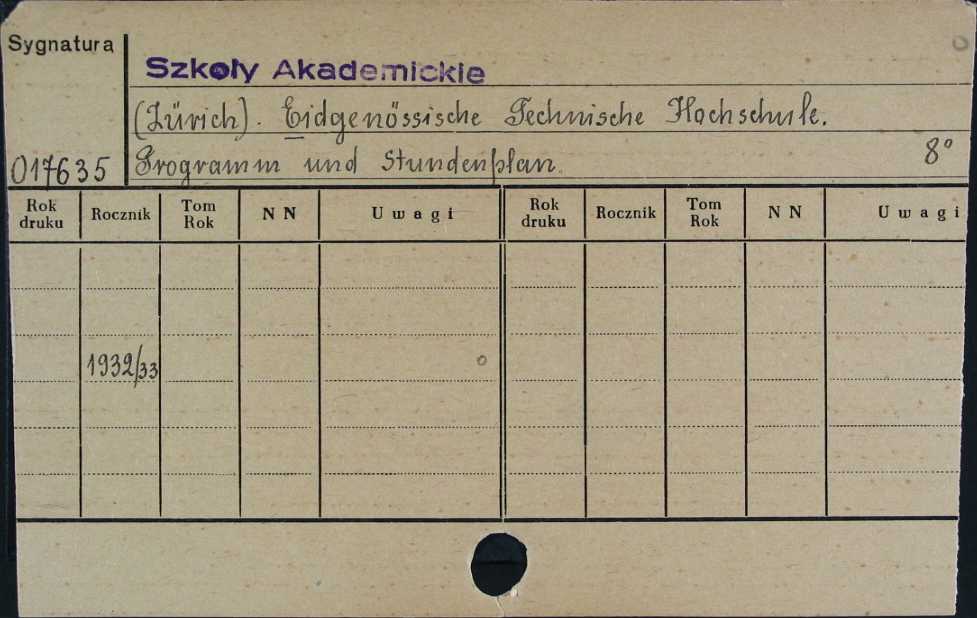 Sygnatura
Szkoły Akademickie
(Zürich). Eidgenössische Technische Hochschule.
017635 Programm und Stundenplan. 8°
Rok druku Rocznik Tom Rok N N Uwagi Rok druku Rocznik Tom Rok N N Uwagi
1932/33